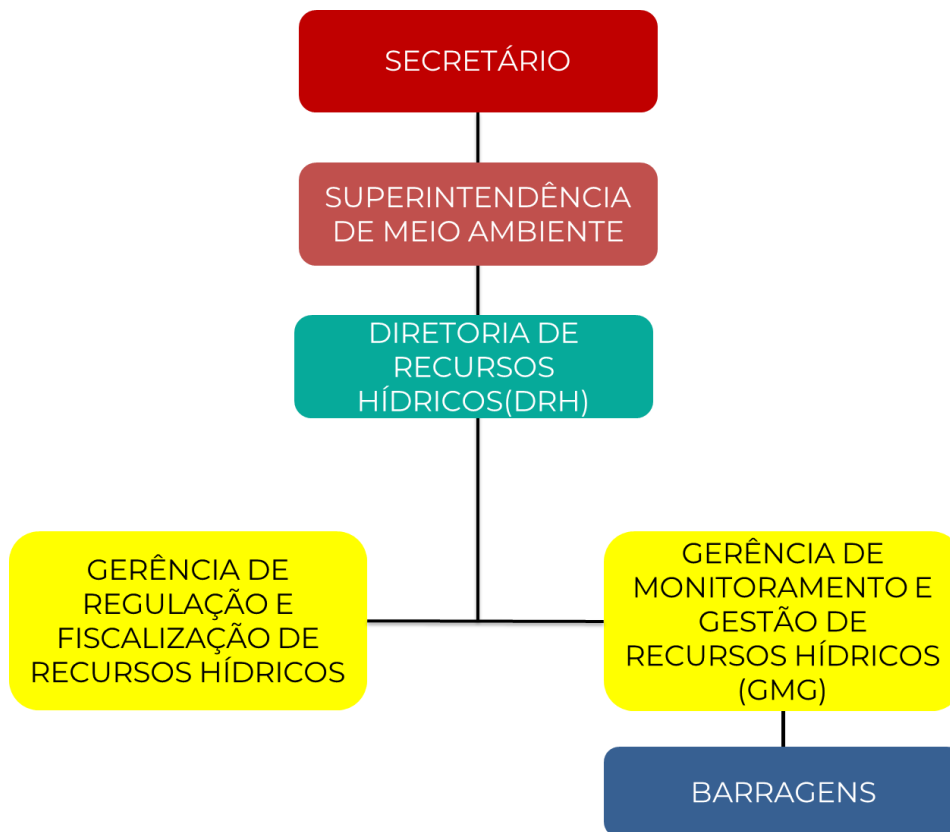 SECRETÁRIO
SUPERINTENDÊNCIA
DE MEIO AMBIENTE
DIRETORIA DE
RECURSOS
HÍDRICOS(DRH)
GERÊNCIA DE
REGULAÇÃO E
FISCALIZAÇÃO DE
RECURSOS HÍDRICOS
GERÊNCIA DE
MONITORAMENTO E
GESTÃO DE
RECURSOS HÍDRICOS
(GMG)
BARRAGENS